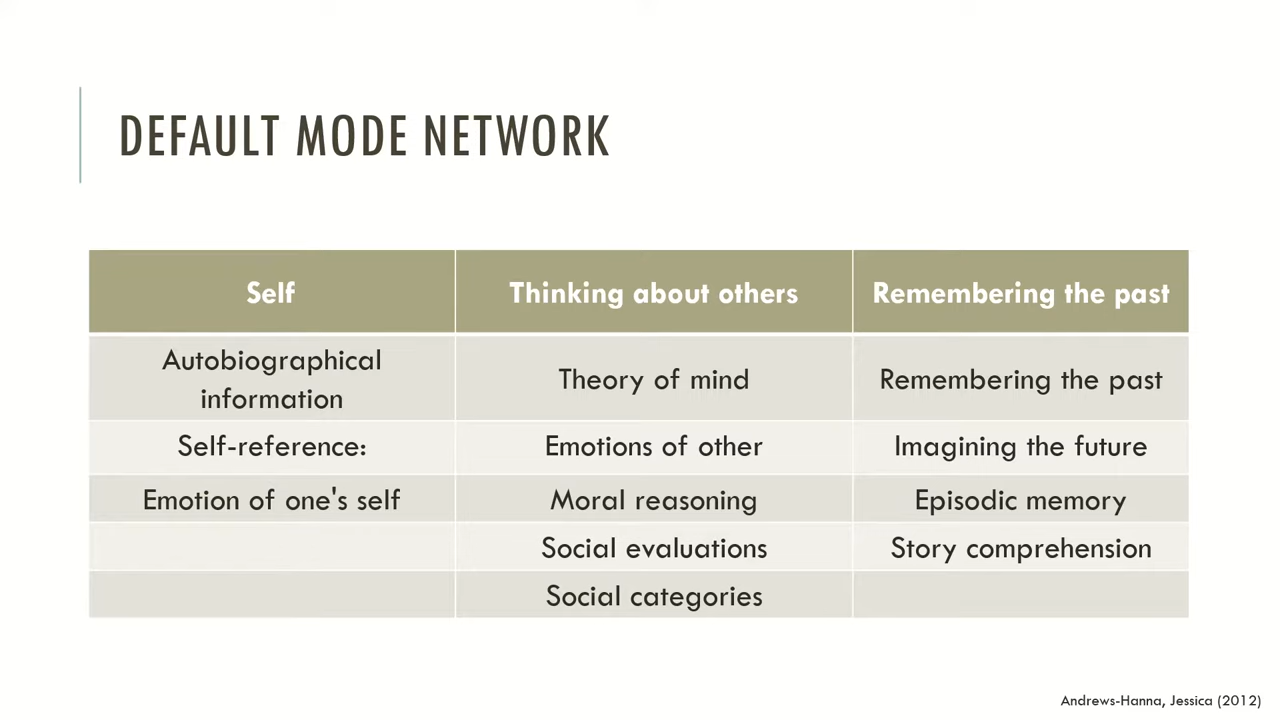 DEFAULT MODE NETWORK
Self
Thinking about others
Remembering the past
Autobiographical
information
Theory of mind
Remembering the past
Self-reference:
Emotions of other
Imagining the future
Emotion of one's self
Moral reasoning
Episodic memory
Social evaluations
Story comprehension
Social categories
Andrews-Hanna, Jessica (2012)